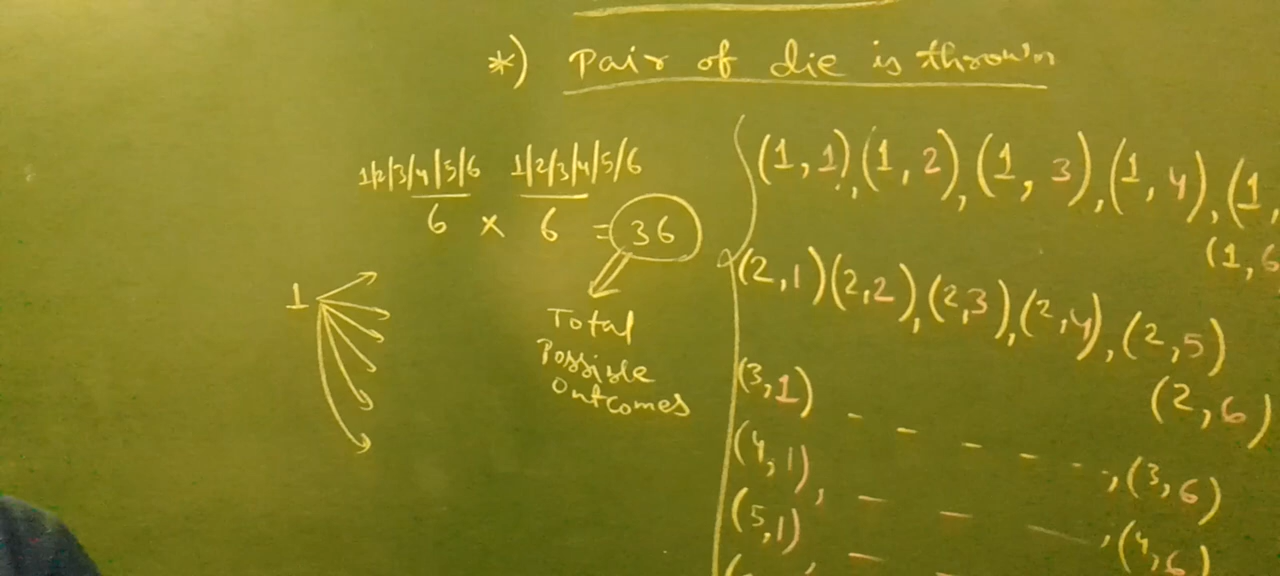 *) Pair of die is thrown
1/2/3/4/5/6 1/2/3/4/5/6
6 × 6 = 36
Total
Possible
Outcomes
1
(1, 1), (1, 2), (1, 3), (1, 4), (1,
(1, 6
(2, 1) (2, 2), (2, 3), (2, 4), (2, 5)
(2, 6)
(3, 1) - - - - - -, (3, 6)
(4, 1), - - -, (4, 6)
(5, 1), - -